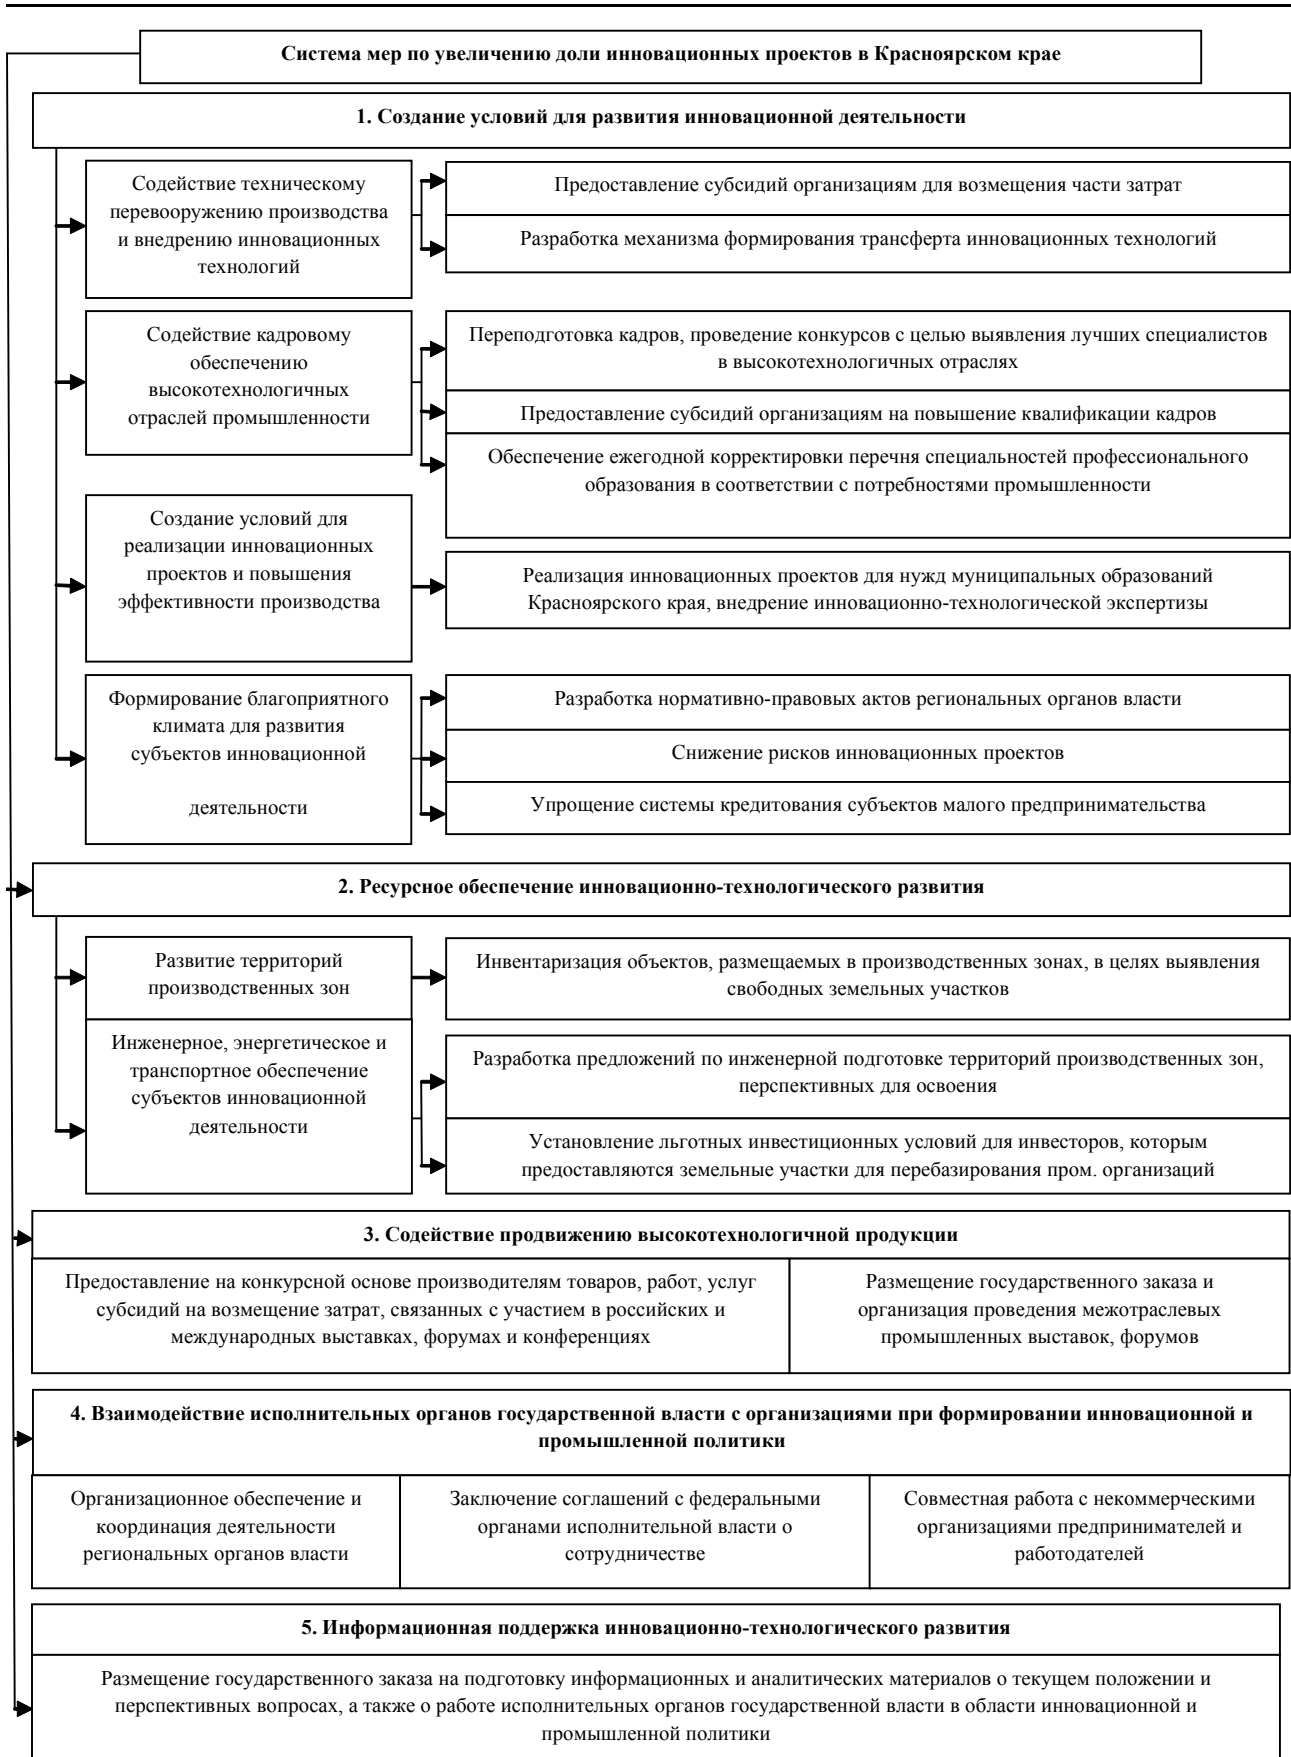 Система мер по увеличению доли инновационных проектов в Красноярском крае
1. Создание условий для развития инновационной деятельности
Содействие техническому
перевооружению производства
и внедрению инновационных
технологий
Предоставление субсидий организациям для возмещения части затрат
Разработка механизма формирования трансферта инновационных технологий
Содействие кадровому
обеспечению
высокотехнологичных
отраслей промышленности
Переподготовка кадров, проведение конкурсов с целью выявления лучших специалистов
в высокотехнологичных отраслях
Предоставление субсидий организациям на повышение квалификации кадров
Обеспечение ежегодной корректировки перечня специальностей профессионального
образования в соответствии с потребностями промышленности
Создание условий для
реализации инновационных
проектов и повышения
эффективности производства
Реализация инновационных проектов для нужд муниципальных образований
Красноярского края, внедрение инновационно-технологической экспертизы
Формирование благоприятного
климата для развития
субъектов инновационной
деятельности
Разработка нормативно-правовых актов региональных органов власти
Снижение рисков инновационных проектов
Упрощение системы кредитования субъектов малого предпринимательства
2. Ресурсное обеспечение инновационно-технологического развития
Развитие территорий
производственных зон
Инвентаризация объектов, размещаемых в производственных зонах, в целях выявления
свободных земельных участков
Инженерное, энергетическое и
транспортное обеспечение
субъектов инновационной
деятельности
Разработка предложений по инженерной подготовке территорий производственных зон,
перспективных для освоения
Установление льготных инвестиционных условий для инвесторов, которым
предоставляются земельные участки для перебазирования пром. организаций
3. Содействие продвижению высокотехнологичной продукции
Предоставление на конкурсной основе производителям товаров, работ, услуг
субсидий на возмещение затрат, связанных с участием в российских и
международных выставках, форумах и конференциях
Размещение государственного заказа и
организация проведения межотраслевых
промышленных выставок, форумов
4. Взаимодействие исполнительных органов государственной власти с организациями при формировании инновационной и
промышленной политики
Организационное обеспечение и
координация деятельности
региональных органов власти
Заключение соглашений с федеральными
органами исполнительной власти о
сотрудничестве
Совместная работа с некоммерческими
организациями предпринимателей и
работодателей
5. Информационная поддержка инновационно-технологического развития
Размещение государственного заказа на подготовку информационных и аналитических материалов о текущем положении и
перспективных вопросах, а также о работе исполнительных органов государственной власти в области инновационной и
промышленной политики